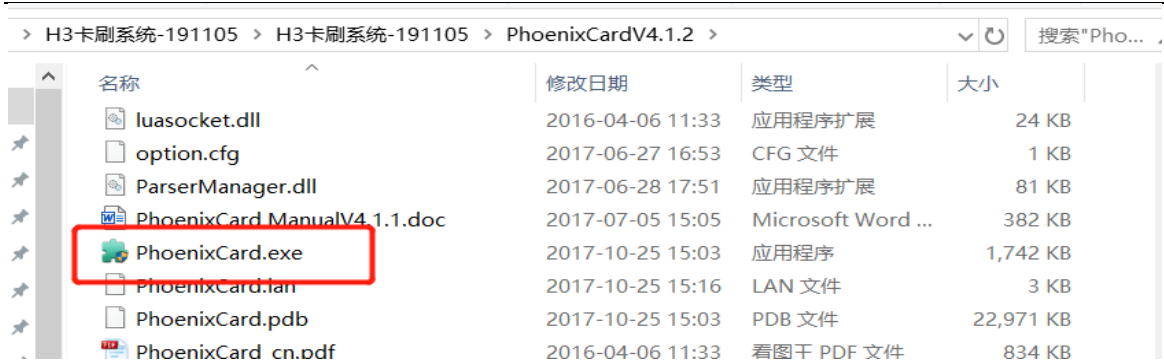 H3卡刷系统-191105 > H3卡刷系统-191105 > PhoenixCardV4.1.2 > 搜索"Pho...
名称 修改日期 类型 大小
luasocket.dll 2016-04-06 11:33 应用程序扩展 24 KB
option.cfg 2017-06-27 16:53 CFG 文件 1 KB
ParserManager.dll 2017-06-28 17:51 应用程序扩展 81 KB
PhoenixCard ManualV4.1.1.doc 2017-07-05 15:05 Microsoft Word ... 382 KB
PhoenixCard.exe 2017-10-25 15:03 应用程序 1,742 KB
PhoenixCard.lan 2017-10-25 15:16 LAN 文件 3 KB
PhoenixCard.pdb 2017-10-25 15:03 PDB 文件 22,971 KB
PhoenixCard_cn.pdf 2016-04-06 11:33 看图王 PDF 文件 834 KB